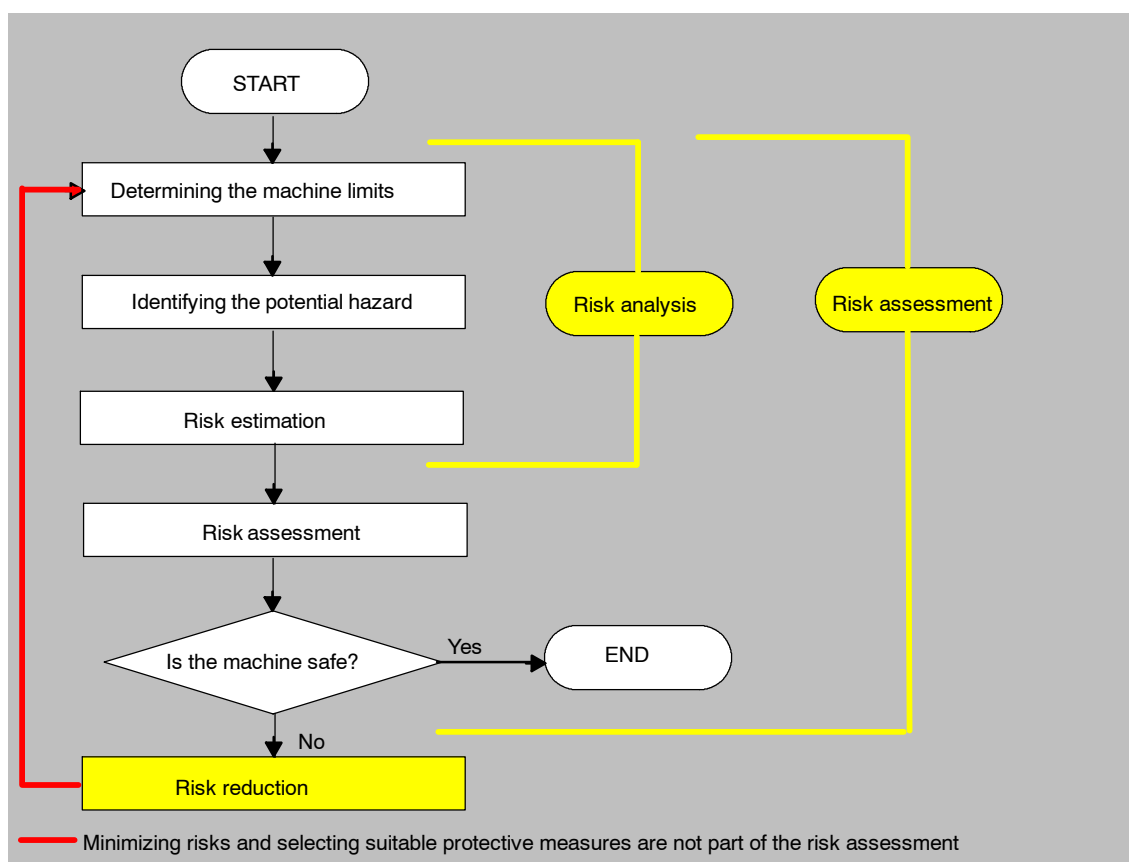 START
Determining the machine limits
Identifying the potential hazard
Risk analysis
Risk assessment
Risk estimation
Risk assessment
Is the machine safe?
Yes
END
No
Risk reduction
Minimizing risks and selecting suitable protective measures are not part of the risk assessment